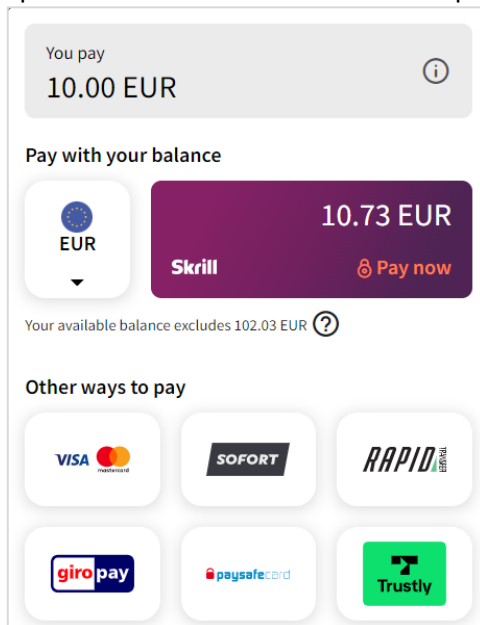 You pay
10.00 EUR
Pay with your balance
EUR
10.73 EUR
Skrill
Pay now
Your available balance excludes 102.03 EUR ?
Other ways to pay
VISA mastercard
SOFORT
RAPID TRANSFER
giropay
paysafecard
Trustly